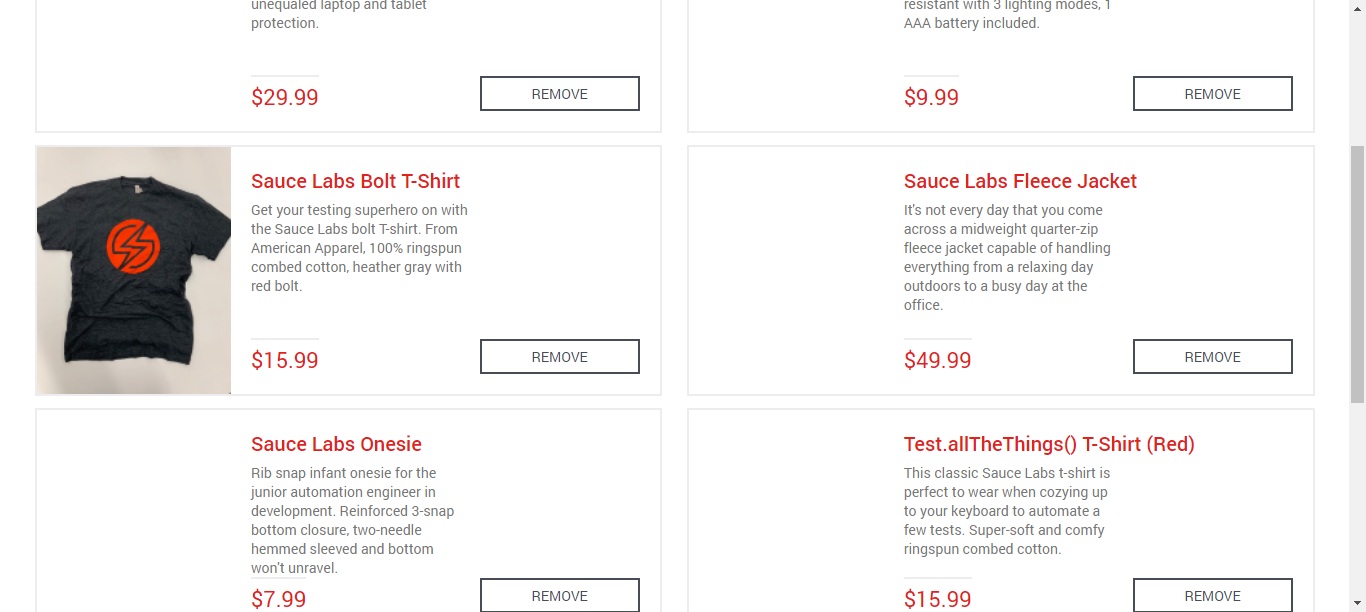 unequaled laptop and tablet
protection.
$29.99
REMOVE
resistant with 3 lighting modes, 1
AAA battery included.
$9.99
REMOVE
Sauce Labs Bolt T-Shirt
Get your testing superhero on with
the Sauce Labs bolt T-shirt. From
American Apparel, 100% ringspun
combed cotton, heather gray with
red bolt.
$15.99
REMOVE
Sauce Labs Fleece Jacket
It's not every day that you come
across a midweight quarter-zip
fleece jacket capable of handling
everything from a relaxing day
outdoors to a busy day at the
office.
$49.99
REMOVE
Sauce Labs Onesie
Rib snap infant onesie for the
junior automation engineer in
development. Reinforced 3-snap
bottom closure, two-needle
hemmed sleeved and bottom
won't unravel.
$7.99
REMOVE
Test.allTheThings() T-Shirt (Red)
This classic Sauce Labs t-shirt is
perfect to wear when cozying up
to your keyboard to automate a
few tests. Super-soft and comfy
ringspun combed cotton.
$15.99
REMOVE